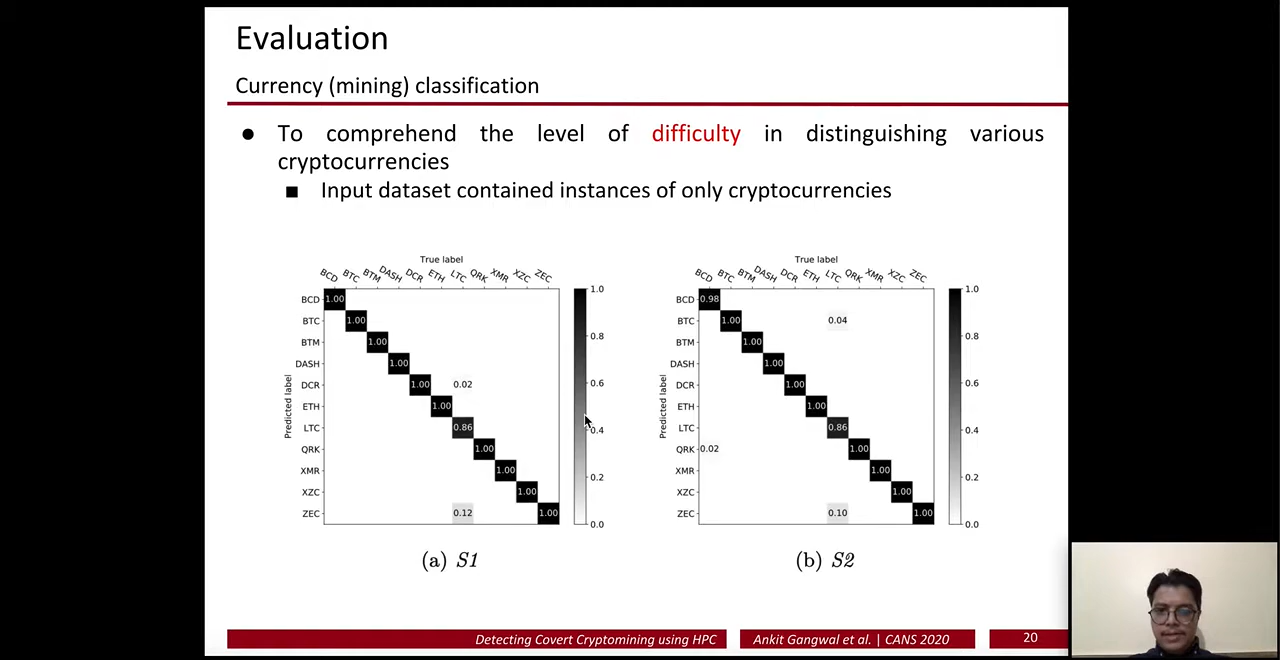 Evaluation
Currency (mining) classification
● To comprehend the level of difficulty in distinguishing various
cryptocurrencies
■ Input dataset contained instances of only cryptocurrencies
True label
BCD BTC BTM DASH DCR ETH LTC QRK XMR XZC ZEC
Predicted label
BCD 1.00
BTC 1.00
BTM 1.00
DASH 1.00
DCR 1.00 0.02
ETH 1.00
LTC 0.86
QRK 1.00
XMR 1.00
XZC 1.00
ZEC 0.12 1.00
1.0
0.8
0.6
0.4
0.2
0.0
(a) S1
True label
BCD BTC BTM DASH DCR ETH LTC QRK XMR XZC ZEC
Predicted label
BCD 0.98
BTC 1.00 0.04
BTM 1.00
DASH 1.00
DCR 1.00
ETH 1.00
LTC 0.86
QRK 0.02 1.00
XMR 1.00
XZC 1.00
ZEC 0.10 1.00
1.0
0.8
0.6
0.4
0.2
0.0
(b) S2
Detecting Covert Cryptomining using HPC
Ankit Gangwal et al. | CANS 2020
20